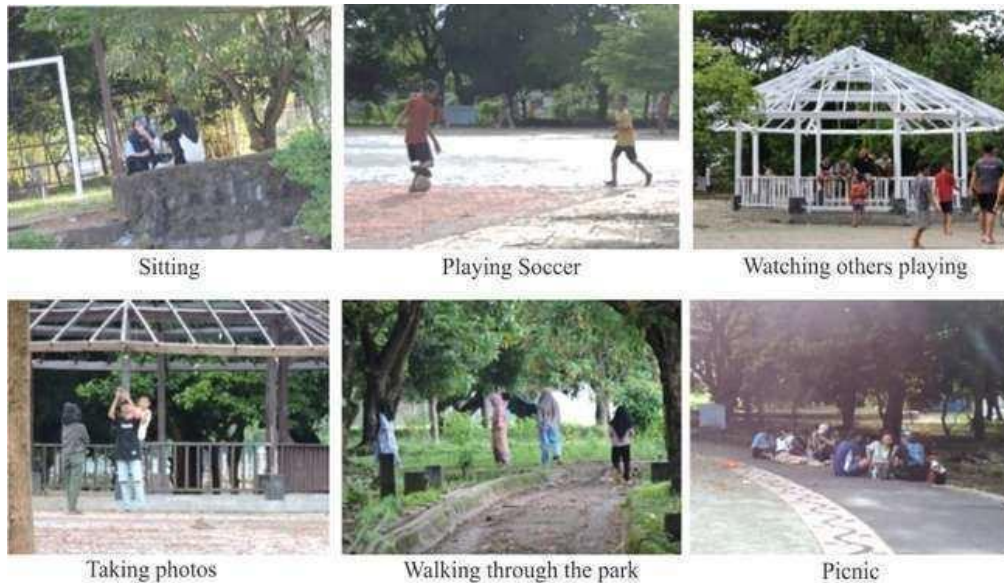 Sitting
Playing Soccer
Watching others playing
Taking photos
Walking through the park
Picnic